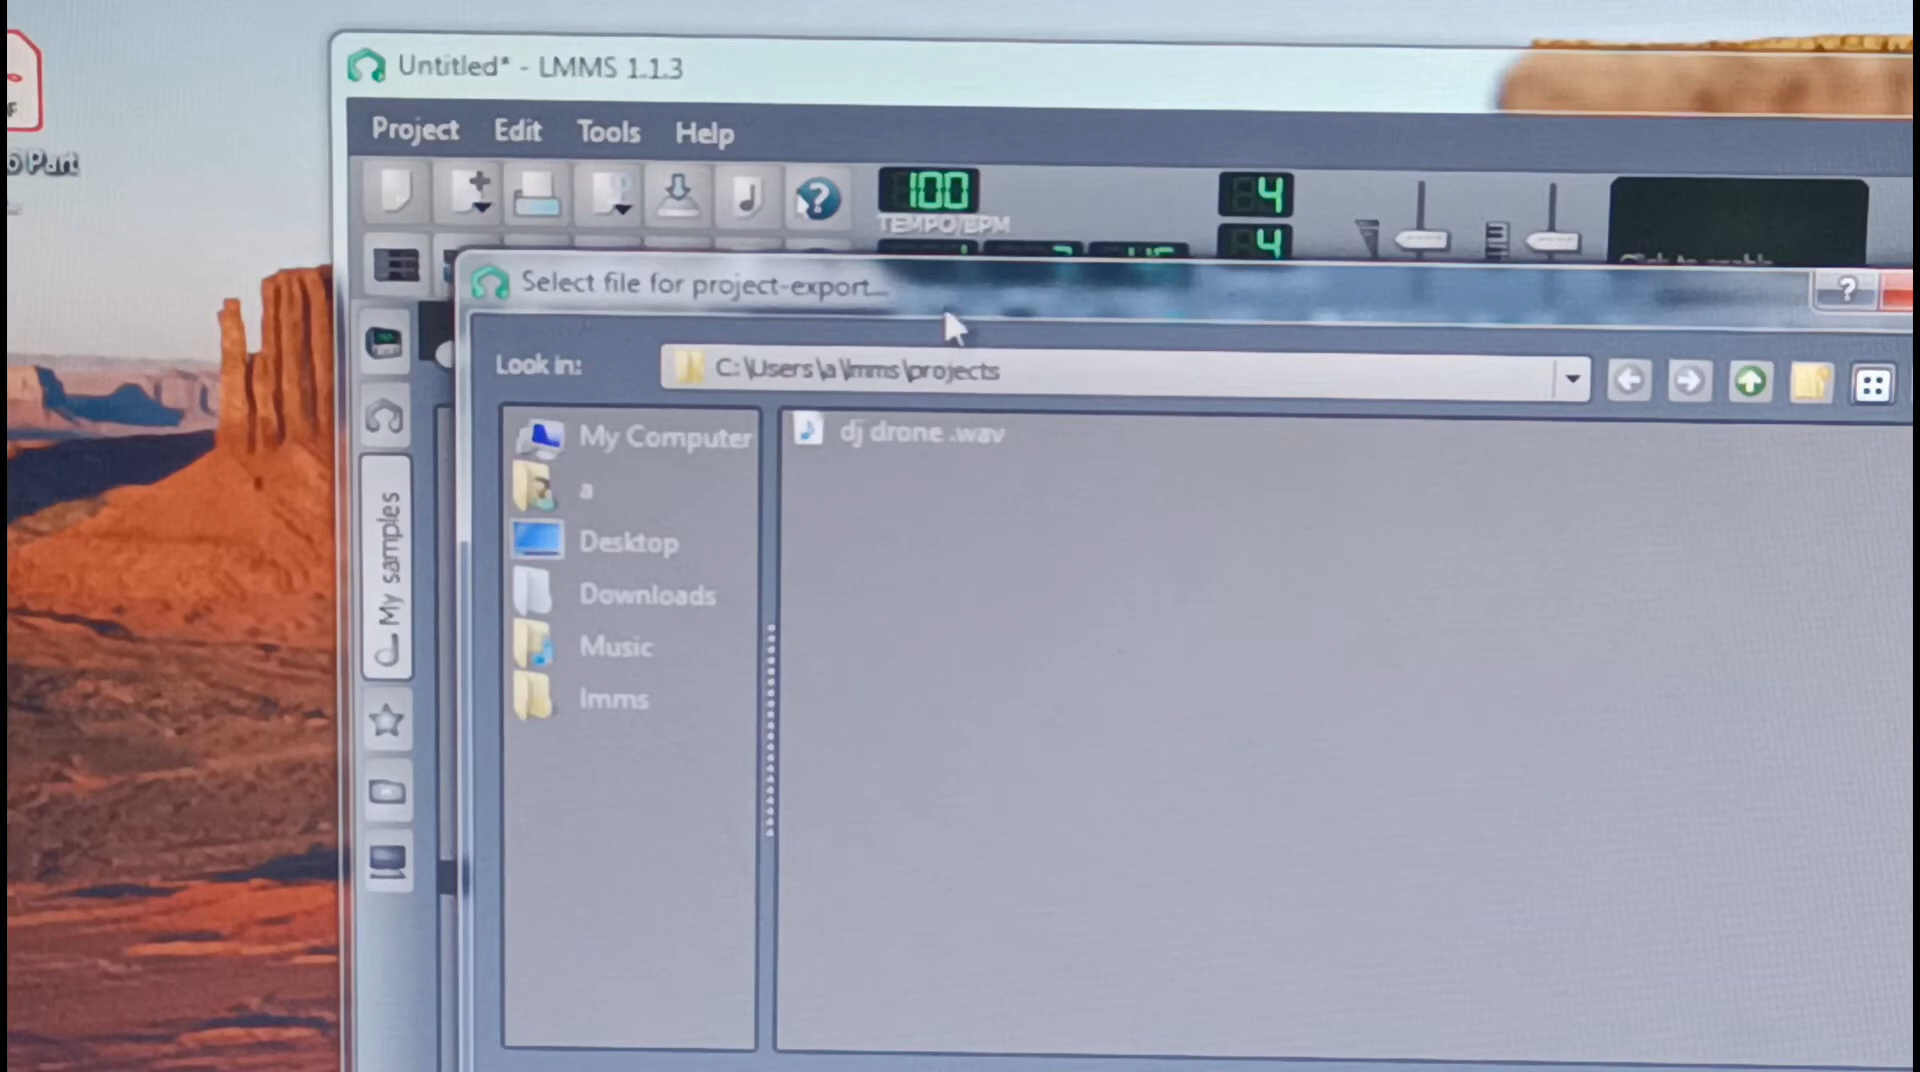 Untitled* - LMMS 1.1.3
Project Edit Tools Help
100
4
TEMPO/BPM
4
Select file for project-export...
?
Look in:
C:\Users\a\lmms\projects
My Computer
dj drone .wav
a
Desktop
Downloads
Music
lmms
My samples
Part